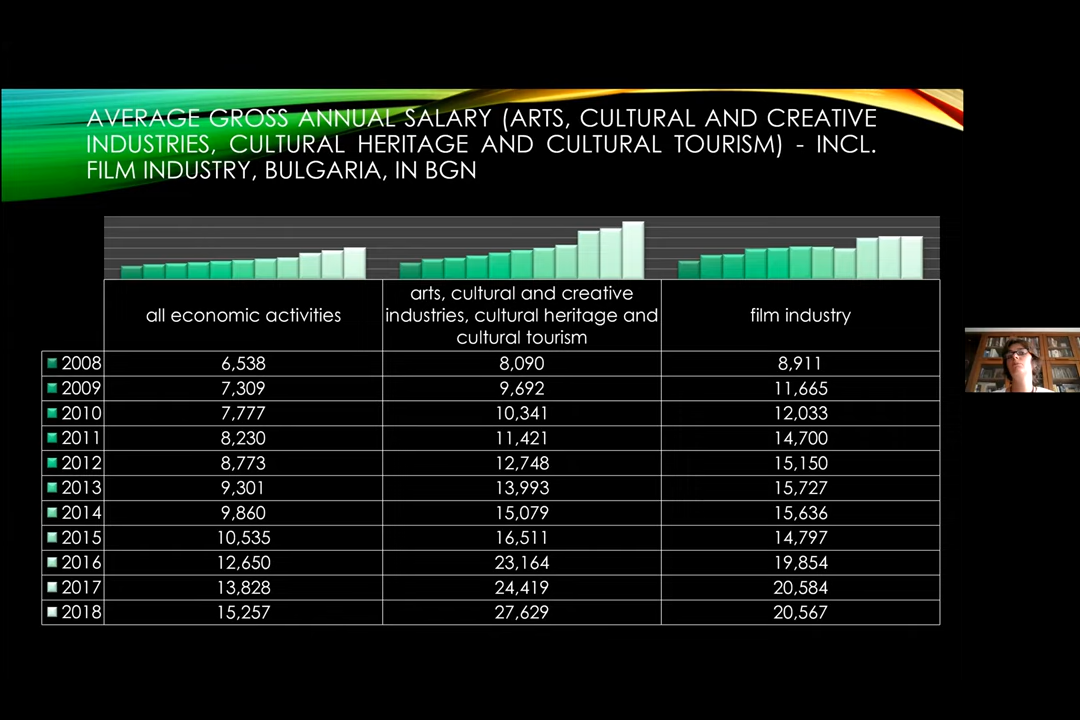 AVERAGE GROSS ANNUAL SALARY (ARTS, CULTURAL AND CREATIVE
INDUSTRIES, CULTURAL HERITAGE AND CULTURAL TOURISM) - INCL.
FILM INDUSTRY, BULGARIA, IN BGN
all economic activities
arts, cultural and creative
industries, cultural heritage and
cultural tourism
film industry
2008 6,538 8,090 8,911
2009 7,309 9,692 11,665
2010 7,777 10,341 12,033
2011 8,230 11,421 14,700
2012 8,773 12,748 15,150
2013 9,301 13,993 15,727
2014 9,860 15,079 15,636
2015 10,535 16,511 14,797
2016 12,650 23,164 19,854
2017 13,828 24,419 20,584
2018 15,257 27,629 20,567